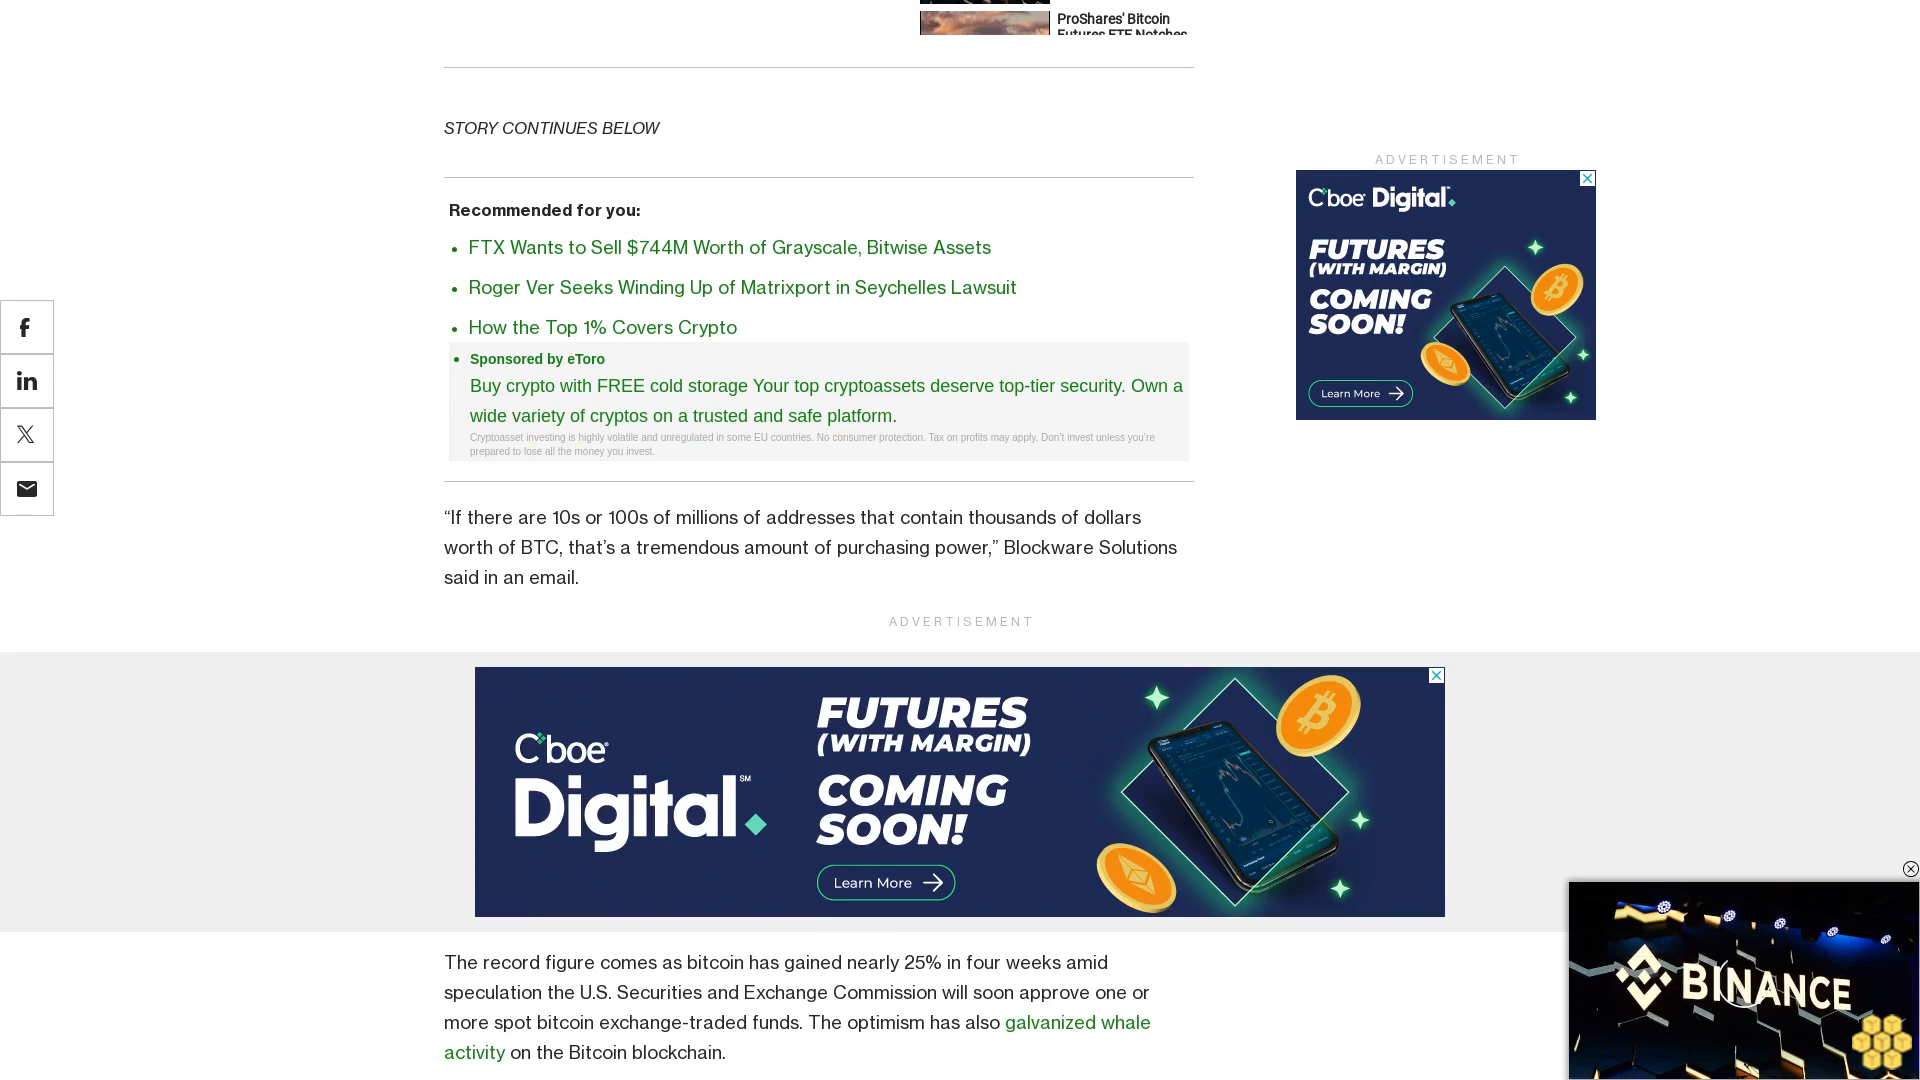 ProShares' Bitcoin
Futures ETF Notches
STORY CONTINUES BELOW
ADVERTISEMENT
Cboe Digital
FUTURES
(WITH MARGIN)
COMING
SOON!
Learn More
Recommended for you:
• FTX Wants to Sell $744M Worth of Grayscale, Bitwise Assets
• Roger Ver Seeks Winding Up of Matrixport in Seychelles Lawsuit
• How the Top 1% Covers Crypto
• Sponsored by eToro
Buy crypto with FREE cold storage Your top cryptoassets deserve top-tier security. Own a
wide variety of cryptos on a trusted and safe platform.
Cryptoasset investing is highly volatile and unregulated in some EU countries. No consumer protection. Tax on profits may apply. Don't invest unless you're
prepared to lose all the money you invest.
“If there are 10s or 100s of millions of addresses that contain thousands of dollars
worth of BTC, that’s a tremendous amount of purchasing power,” Blockware Solutions
said in an email.
ADVERTISEMENT
Cboe®
Digital℠
FUTURES
(WITH MARGIN)
COMING
SOON!
Learn More
The record figure comes as bitcoin has gained nearly 25% in four weeks amid
speculation the U.S. Securities and Exchange Commission will soon approve one or
more spot bitcoin exchange-traded funds. The optimism has also galvanized whale
activity on the Bitcoin blockchain.
BINANCE